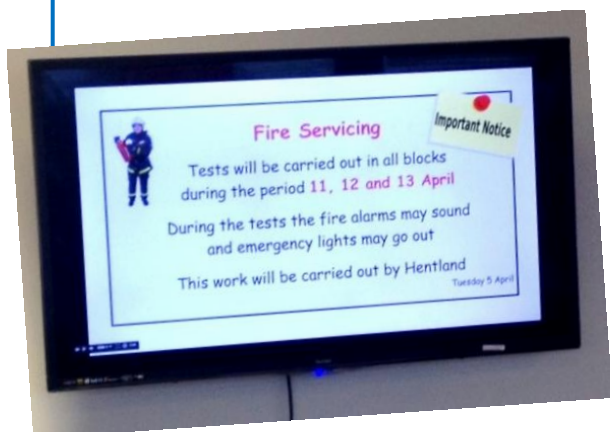 Important Notice
Fire Servicing
Tests will be carried out in all blocks
during the period 11, 12 and 13 April
During the tests the fire alarms may sound
and emergency lights may go out
This work will be carried out by Hentland
Tuesday 5 April